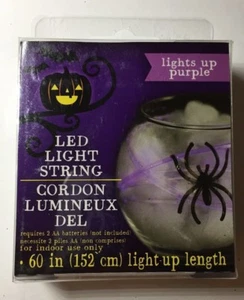 lights up
purple
LED
LIGHT
STRING
CORDON
LUMINEUX
DEL
requires 2 AA batteries (not included)
nécessite 2 piles AA (non comprises)
for indoor use only
• 60 in (152 cm) light-up length